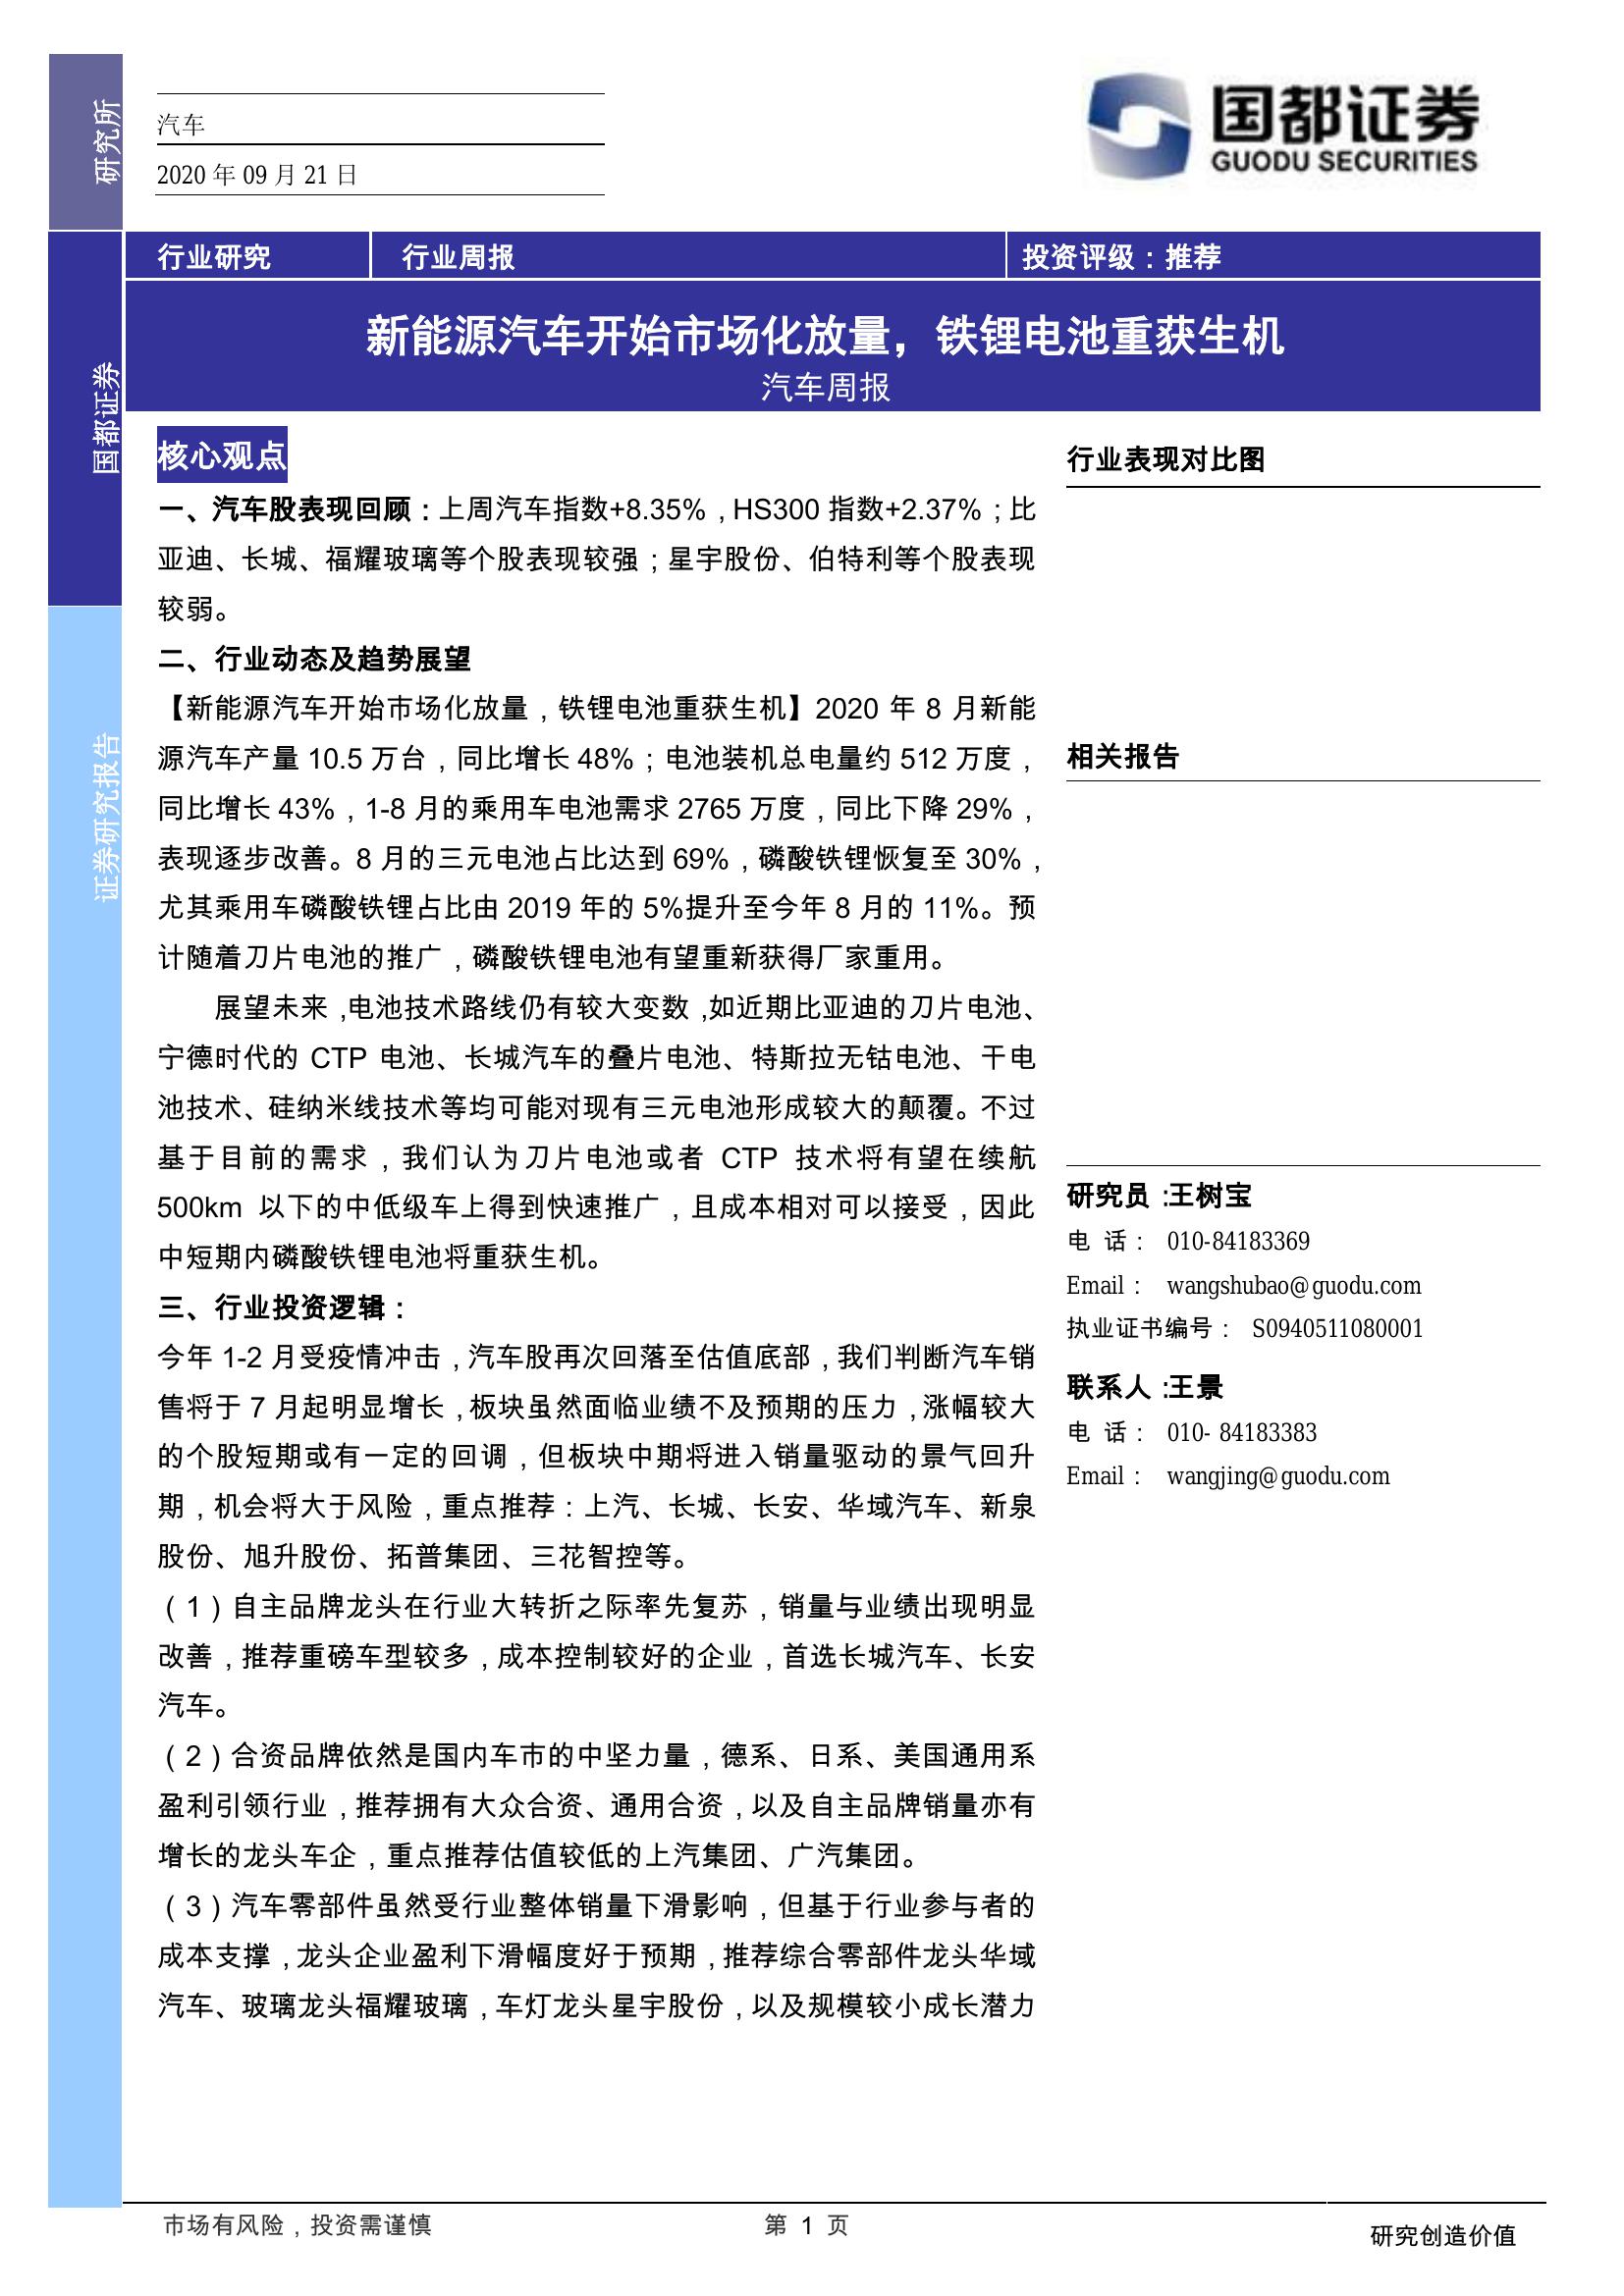 研究所
国都证券
证券研究报告
汽车
2020 年 09 月 21 日
国都证券
GUODU SECURITIES
行业研究
行业周报
投资评级：推荐
新能源汽车开始市场化放量，铁锂电池重获生机
汽车周报
核心观点
一、汽车股表现回顾：上周汽车指数+8.35%，HS300 指数+2.37%；比
亚迪、长城、福耀玻璃等个股表现较强；星宇股份、伯特利等个股表现
较弱。
二、行业动态及趋势展望
【新能源汽车开始市场化放量，铁锂电池重获生机】2020 年 8 月新能
源汽车产量 10.5 万台，同比增长 48%；电池装机总电量约 512 万度，
同比增长 43%，1-8 月的乘用车电池需求 2765 万度，同比下降 29%，
表现逐步改善。8 月的三元电池占比达到 69%，磷酸铁锂恢复至 30%，
尤其乘用车磷酸铁锂占比由 2019 年的 5%提升至今年 8 月的 11%。预
计随着刀片电池的推广，磷酸铁锂电池有望重新获得厂家重用。
展望未来，电池技术路线仍有较大变数，如近期比亚迪的刀片电池、
宁德时代的 CTP 电池、长城汽车的叠片电池、特斯拉无钴电池、干电
池技术、硅纳米线技术等均可能对现有三元电池形成较大的颠覆。不过
基于目前的需求，我们认为刀片电池或者 CTP 技术将有望在续航
500km 以下的中低级车上得到快速推广，且成本相对可以接受，因此
中短期内磷酸铁锂电池将重获生机。
三、行业投资逻辑：
今年 1-2 月受疫情冲击，汽车股再次回落至估值底部，我们判断汽车销
售将于 7 月起明显增长，板块虽然面临业绩不及预期的压力，涨幅较大
的个股短期或有一定的回调，但板块中期将进入销量驱动的景气回升
期，机会将大于风险，重点推荐：上汽、长城、长安、华域汽车、新泉
股份、旭升股份、拓普集团、三花智控等。
（1）自主品牌龙头在行业大转折之际率先复苏，销量与业绩出现明显
改善，推荐重磅车型较多，成本控制较好的企业，首选长城汽车、长安
汽车。
（2）合资品牌依然是国内车市的中坚力量，德系、日系、美国通用系
盈利引领行业，推荐拥有大众合资、通用合资，以及自主品牌销量亦有
增长的龙头车企，重点推荐估值较低的上汽集团、广汽集团。
（3）汽车零部件虽然受行业整体销量下滑影响，但基于行业参与者的
成本支撑，龙头企业盈利下滑幅度好于预期，推荐综合零部件龙头华域
汽车、玻璃龙头福耀玻璃，车灯龙头星宇股份，以及规模较小成长潜力
行业表现对比图
相关报告
研究员：王树宝
电 话： 010-84183369
Email： wangshubao@guodu.com
执业证书编号： S0940511080001
联系人：王景
电 话： 010- 84183383
Email： wangjing@guodu.com
市场有风险，投资需谨慎
第 1 页
研究创造价值